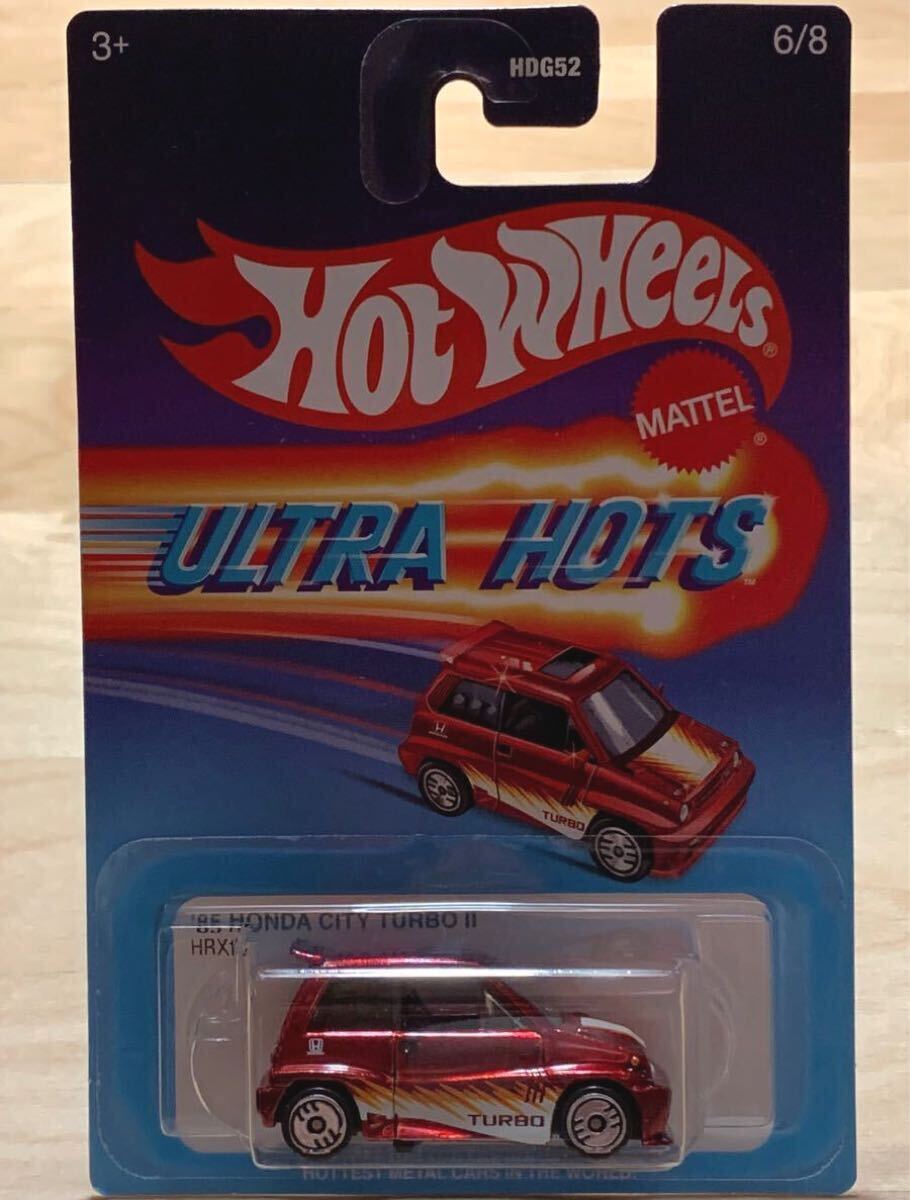 3+
HDG52
6/8
HOT WHEELS®
MATTEL®
ULTRA HOTS™
TURBO
'85 HONDA CITY TURBO II
TURBO
HOTTEST METAL CARS IN THE WORLD.